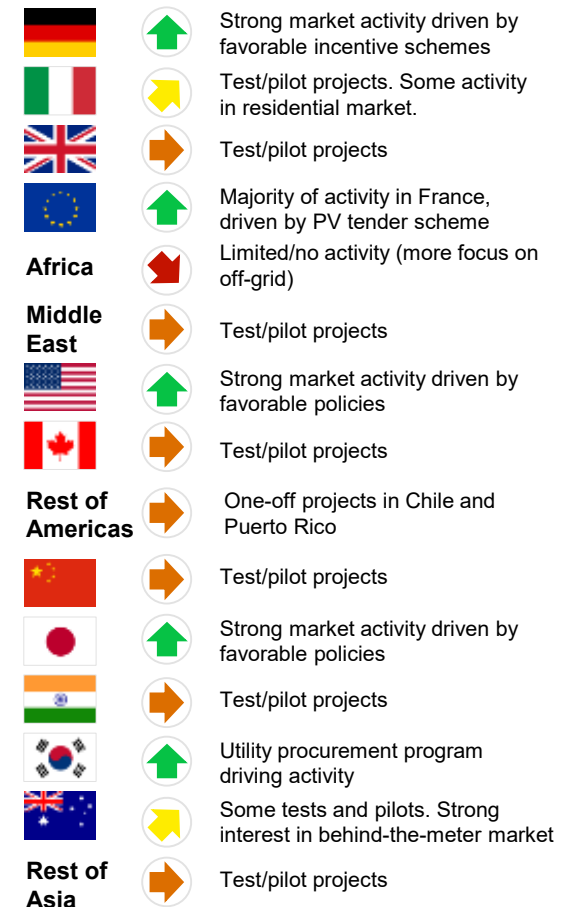 Strong market activity driven by
favorable incentive schemes
Test/pilot projects. Some activity
in residential market.
Test/pilot projects
Majority of activity in France,
driven by PV tender scheme
Africa
Limited/no activity (more focus on
off-grid)
Middle
East
Test/pilot projects
Strong market activity driven by
favorable policies
Test/pilot projects
Rest of
Americas
One-off projects in Chile and
Puerto Rico
Test/pilot projects
Strong market activity driven by
favorable policies
Test/pilot projects
Utility procurement program
driving activity
Some tests and pilots. Strong
interest in behind-the-meter market
Rest of
Asia
Test/pilot projects